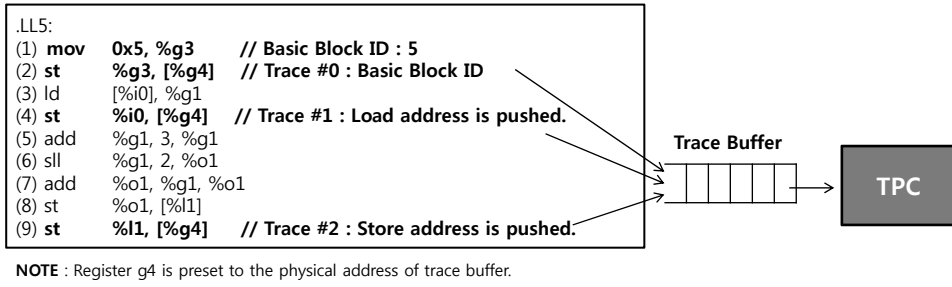 .LL5:
(1) mov 0x5, %g3 // Basic Block ID : 5
(2) st %g3, [%g4] // Trace #0 : Basic Block ID
(3) ld [%i0], %g1
(4) st %i0, [%g4] // Trace #1 : Load address is pushed.
(5) add %g1, 3, %g1
(6) sll %g1, 2, %o1
(7) add %o1, %g1, %o1
(8) st %o1, [%l1]
(9) st %l1, [%g4] // Trace #2 : Store address is pushed.
Trace Buffer
TPC
NOTE : Register g4 is preset to the physical address of trace buffer.